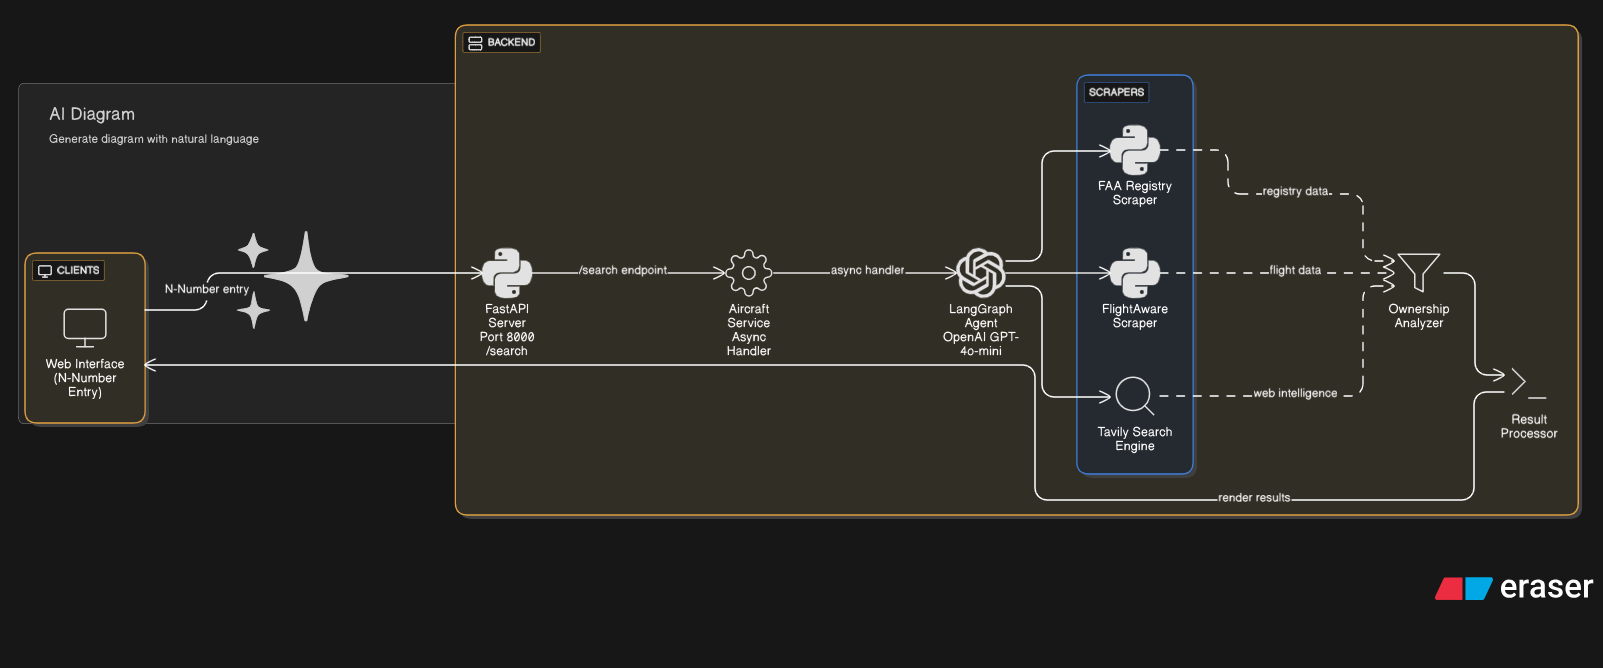 BACKEND
AI Diagram
Generate diagram with natural language
SCRAPERS
FAA Registry
Scraper
registry data
CLIENTS
N-Number entry
Web Interface
(N-Number
Entry)
FastAPI
Server
Port 8000
/search
/search endpoint
Aircraft
Service
Async
Handler
async handler
LangGraph
Agent
OpenAI GPT-
4o-mini
FlightAware
Scraper
flight data
Ownership
Analyzer
Tavily Search
Engine
web intelligence
Result
Processor
render results
eraser